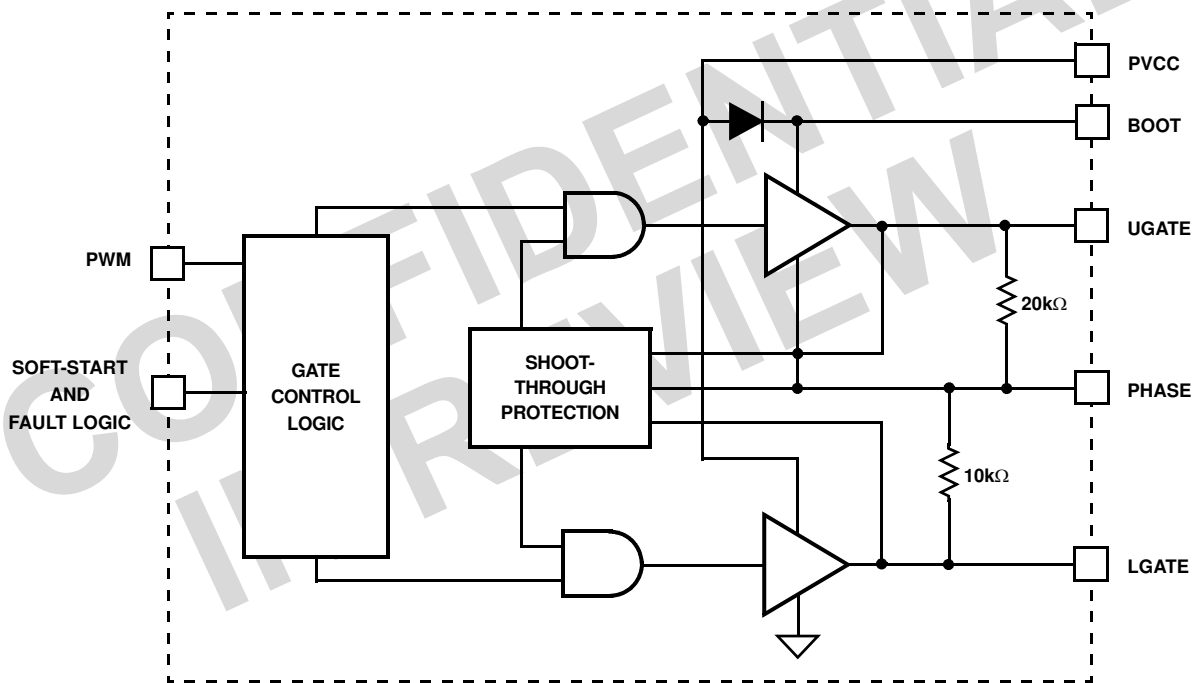 CONFIDENTIAL
IN REVIEW
PVCC
BOOT
UGATE
PWM
20kΩ
SOFT-START
AND
FAULT LOGIC
GATE
CONTROL
LOGIC
SHOOT-
THROUGH
PROTECTION
PHASE
10kΩ
LGATE